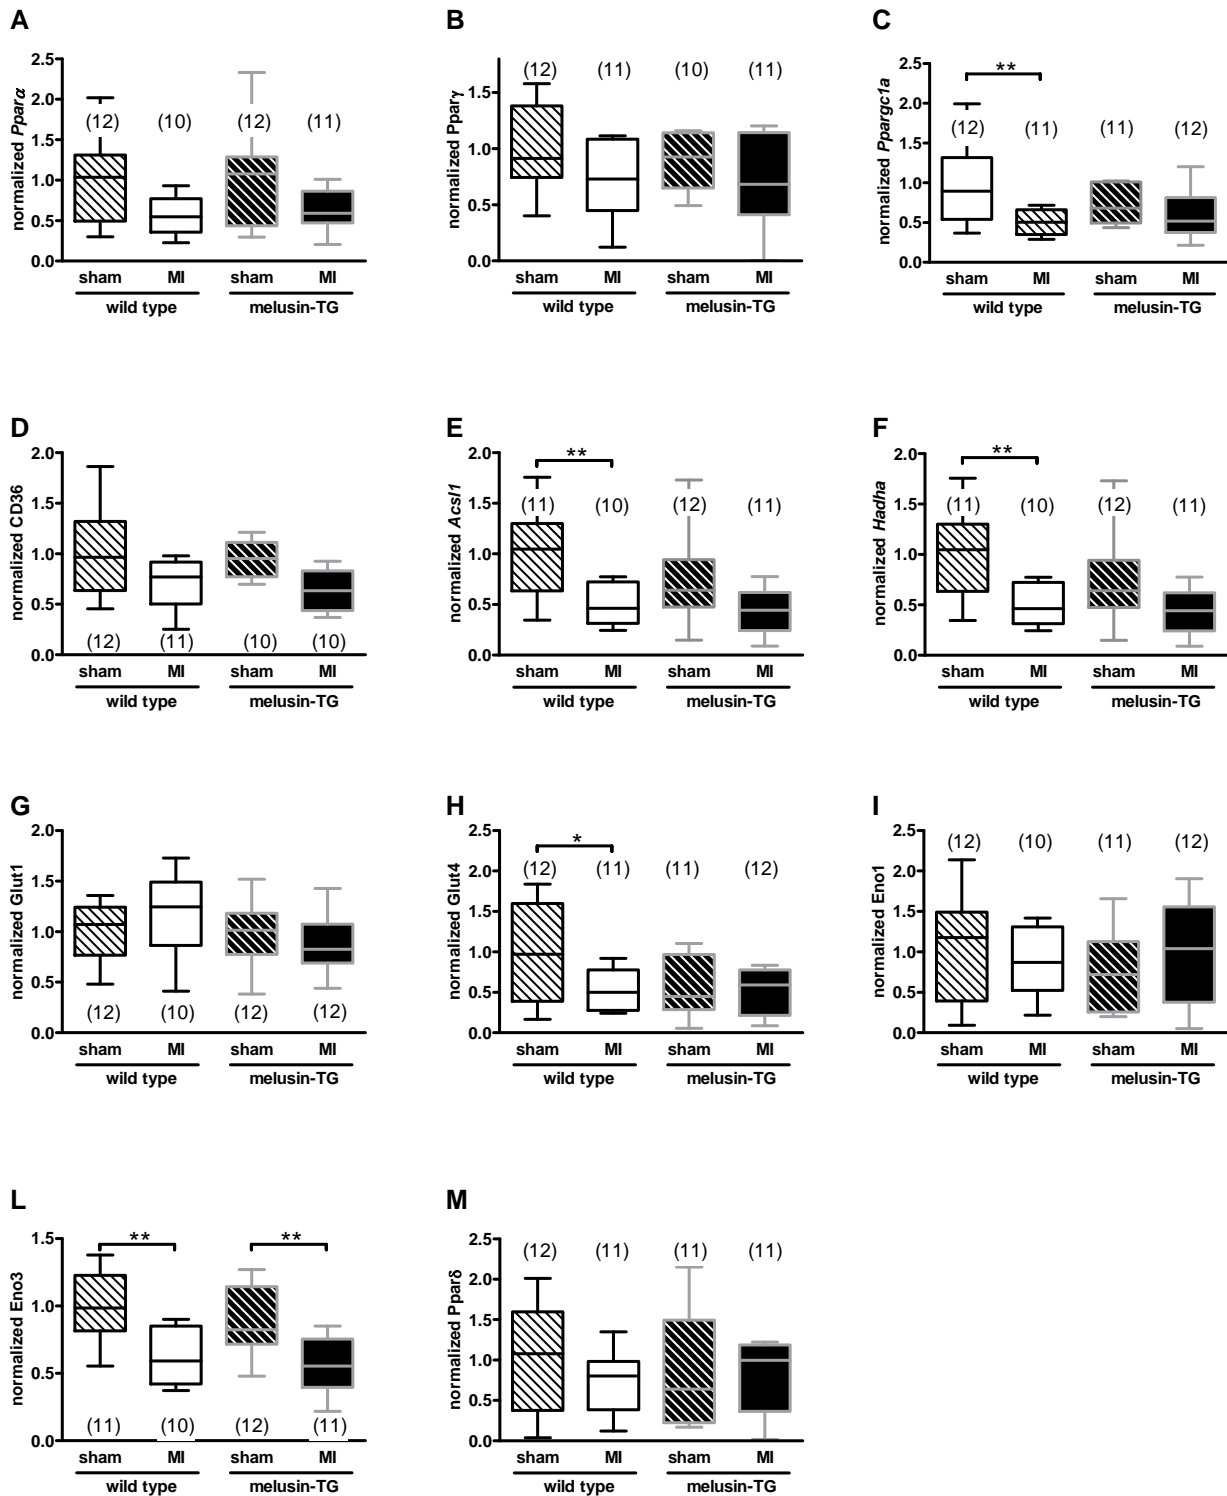 A
normalized Pparα
2.5
2.0
1.5
1.0
0.5
0.0
(12) (10) (12) (11)
sham MI sham MI
wild type melusin-TG
B
normalized Pparγ
1.5
1.0
0.5
0.0
(12) (11) (10) (11)
sham MI sham MI
wild type melusin-TG
C
normalized Ppargc1a
2.5
2.0
1.5
1.0
0.5
0.0
**
(12) (11) (11) (12)
sham MI sham MI
wild type melusin-TG
D
normalized CD36
2.0
1.5
1.0
0.5
0.0
(12) (11) (10) (10)
sham MI sham MI
wild type melusin-TG
E
normalized Acsl1
2.0
1.5
1.0
0.5
0.0
**
(11) (10) (12) (11)
sham MI sham MI
wild type melusin-TG
F
normalized Hadha
2.0
1.5
1.0
0.5
0.0
**
(11) (10) (12) (11)
sham MI sham MI
wild type melusin-TG
G
normalized Glut1
2.0
1.5
1.0
0.5
0.0
(12) (10) (12) (12)
sham MI sham MI
wild type melusin-TG
H
normalized Glut4
2.5
2.0
1.5
1.0
0.5
0.0
*
(12) (11) (11) (12)
sham MI sham MI
wild type melusin-TG
I
normalized Eno1
2.5
2.0
1.5
1.0
0.5
0.0
(12) (10) (11) (12)
sham MI sham MI
wild type melusin-TG
L
normalized Eno3
1.5
1.0
0.5
0.0
** **
(11) (10) (12) (11)
sham MI sham MI
wild type melusin-TG
M
normalized Pparδ
2.5
2.0
1.5
1.0
0.5
0.0
(12) (11) (11) (11)
sham MI sham MI
wild type melusin-TG